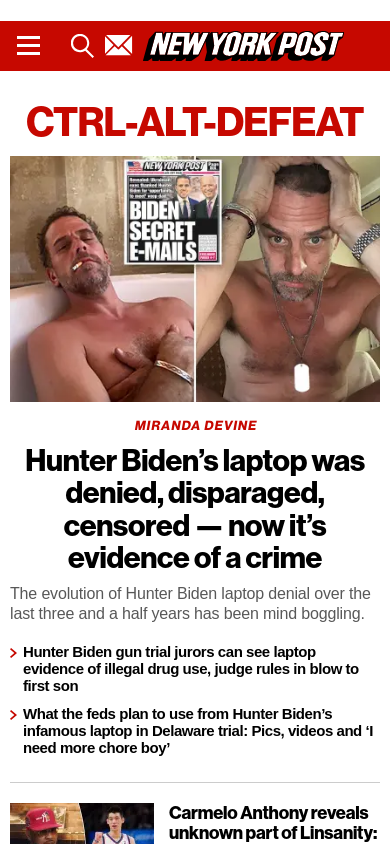 NEW YORK POST
CTRL-ALT-DEFEAT
NEW YORK POST
BIDEN
SECRET
E-MAILS
MIRANDA DEVINE
Hunter Biden’s laptop was
denied, disparaged,
censored — now it’s
evidence of a crime
The evolution of Hunter Biden laptop denial over the
last three and a half years has been mind boggling.
Hunter Biden gun trial jurors can see laptop
evidence of illegal drug use, judge rules in blow to
first son
What the feds plan to use from Hunter Biden’s
infamous laptop in Delaware trial: Pics, videos and ‘I
need more chore boy’
Carmelo Anthony reveals
unknown part of Linsanity: